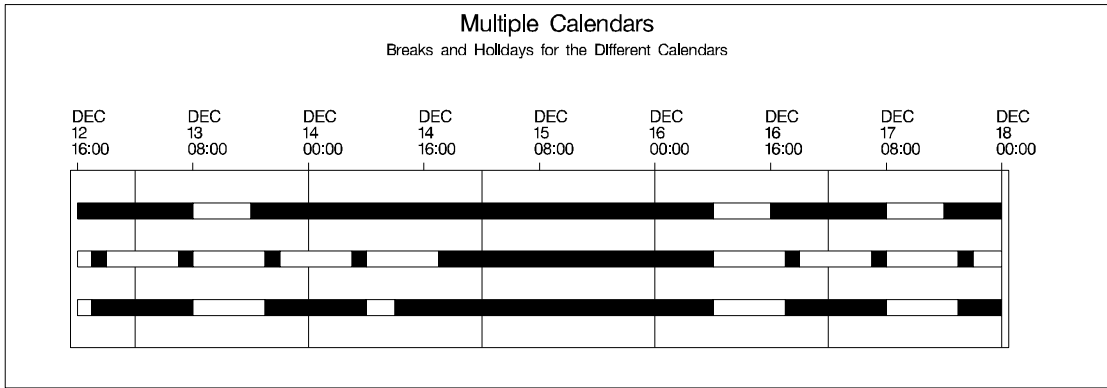 Multiple Calendars
Breaks and Holidays for the Different Calendars
DEC DEC DEC DEC DEC DEC DEC DEC DEC
12 13 14 14 15 16 16 17 18
16:00 08:00 00:00 16:00 08:00 00:00 16:00 08:00 00:00